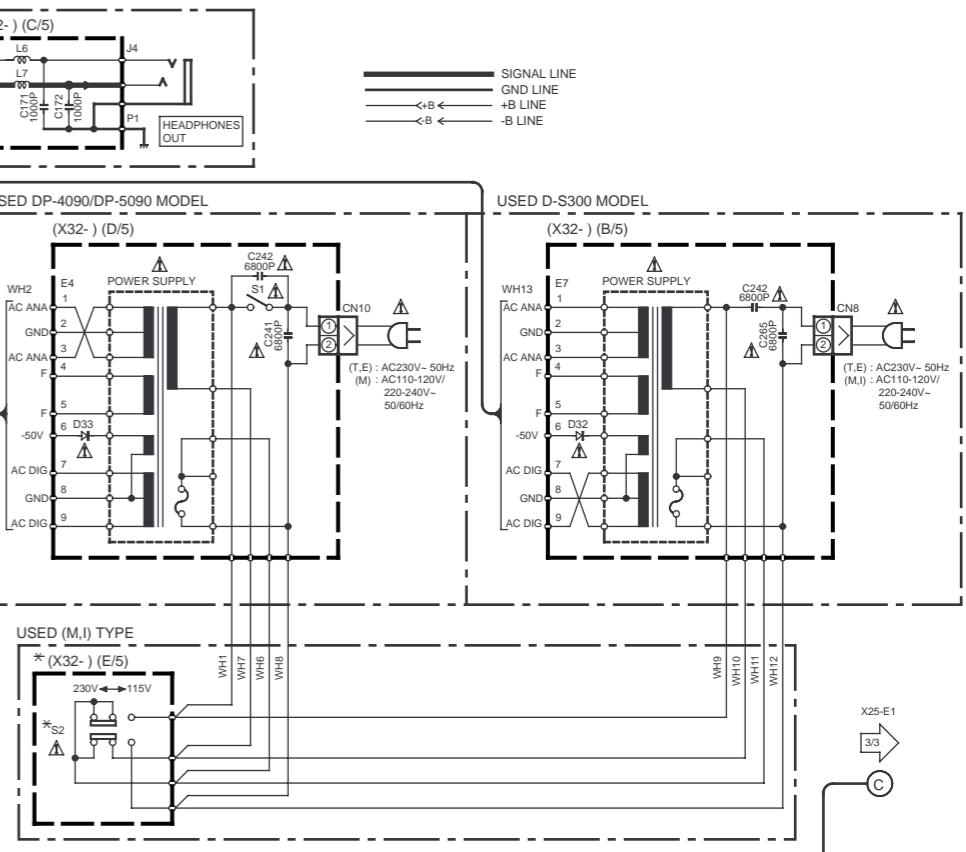 2- ) (C/5)
L6
J4
L7
C171
1000P
C172
1000P
P1
HEADPHONES
OUT
SIGNAL LINE
GND LINE
+B
+B LINE
-B
-B LINE
SED DP-4090/DP-5090 MODEL
(X32- ) (D/5)
WH2
E4
POWER SUPPLY
C242
6800P
S1
C241
6800P
CN10
1
2
AC ANA
1
GND
2
AC ANA
3
F
4
F
5
-50V
6
D33
AC DIG
7
GND
8
AC DIG
9
(T,E) : AC230V~ 50Hz
(M) : AC110-120V/
220-240V~
50/60Hz
USED D-S300 MODEL
(X32- ) (B/5)
WH13
E7
POWER SUPPLY
C242
6800P
C265
6800P
CN8
1
2
AC ANA
1
GND
2
AC ANA
3
F
4
F
5
-50V
6
D32
AC DIG
7
GND
8
AC DIG
9
(T,E) : AC230V~ 50Hz
(M,I) : AC110-120V/
220-240V~
50/60Hz
USED (M,I) TYPE
* (X32- ) (E/5)
230V
115V
*S2
WH1
WH7
WH6
WH8
WH9
WH10
WH11
WH12
X25-E1
3/3
C